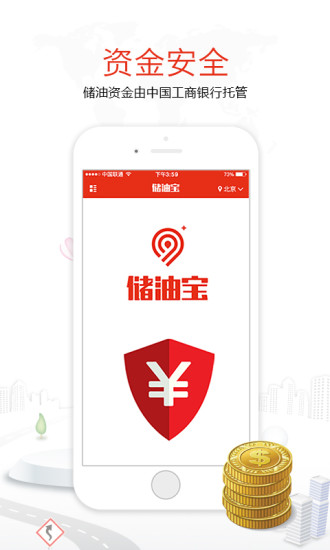 资金安全
储油资金由中国工商银行托管
中国联通 下午3:59 73%
储油宝 北京
储油宝
¥
$